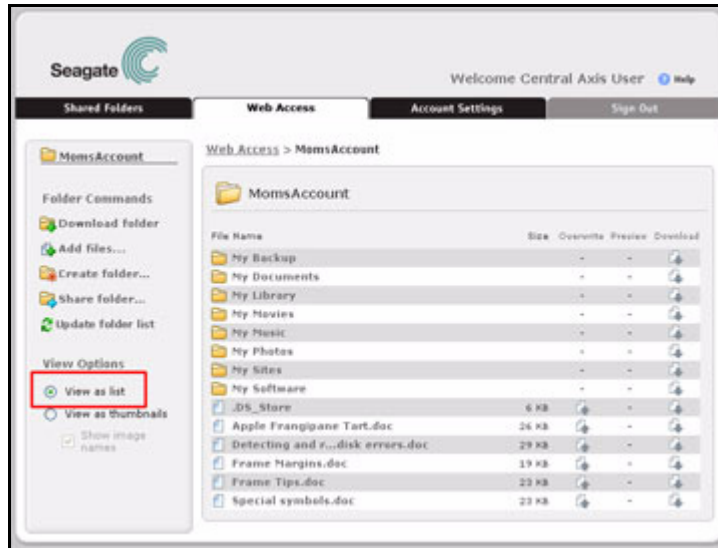 Seagate
Welcome Central Axis User Help
Shared Folders Web Access Account Settings Sign Out
MomsAccount
Folder Commands
Download folder
Add files...
Create folder...
Share folder...
Update folder list
View Options
View as list
View as thumbnails
Show image names
Web Access > MomsAccount
MomsAccount
File Name Size Overwrite Preview Download
My Backup - -
My Documents - -
My Library - -
My Movies - -
My Music - -
My Photos - -
My Sites - -
My Software - -
.DS_Store 6 KB -
Apple Frangipane Tart.doc 26 KB -
Detecting and r...disk errors.doc 29 KB -
Frame Margins.doc 19 KB -
Frame Tips.doc 23 KB -
Special symbols.doc 23 KB -